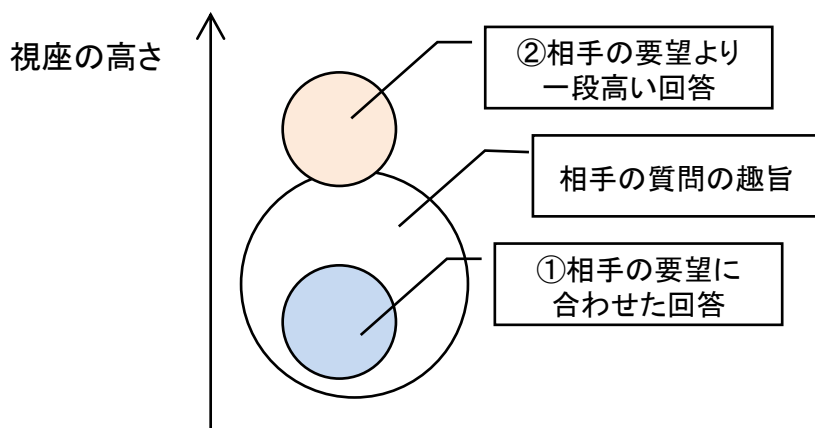 視座の高さ
②相手の要望より
一段高い回答
相手の質問の趣旨
①相手の要望に
合わせた回答